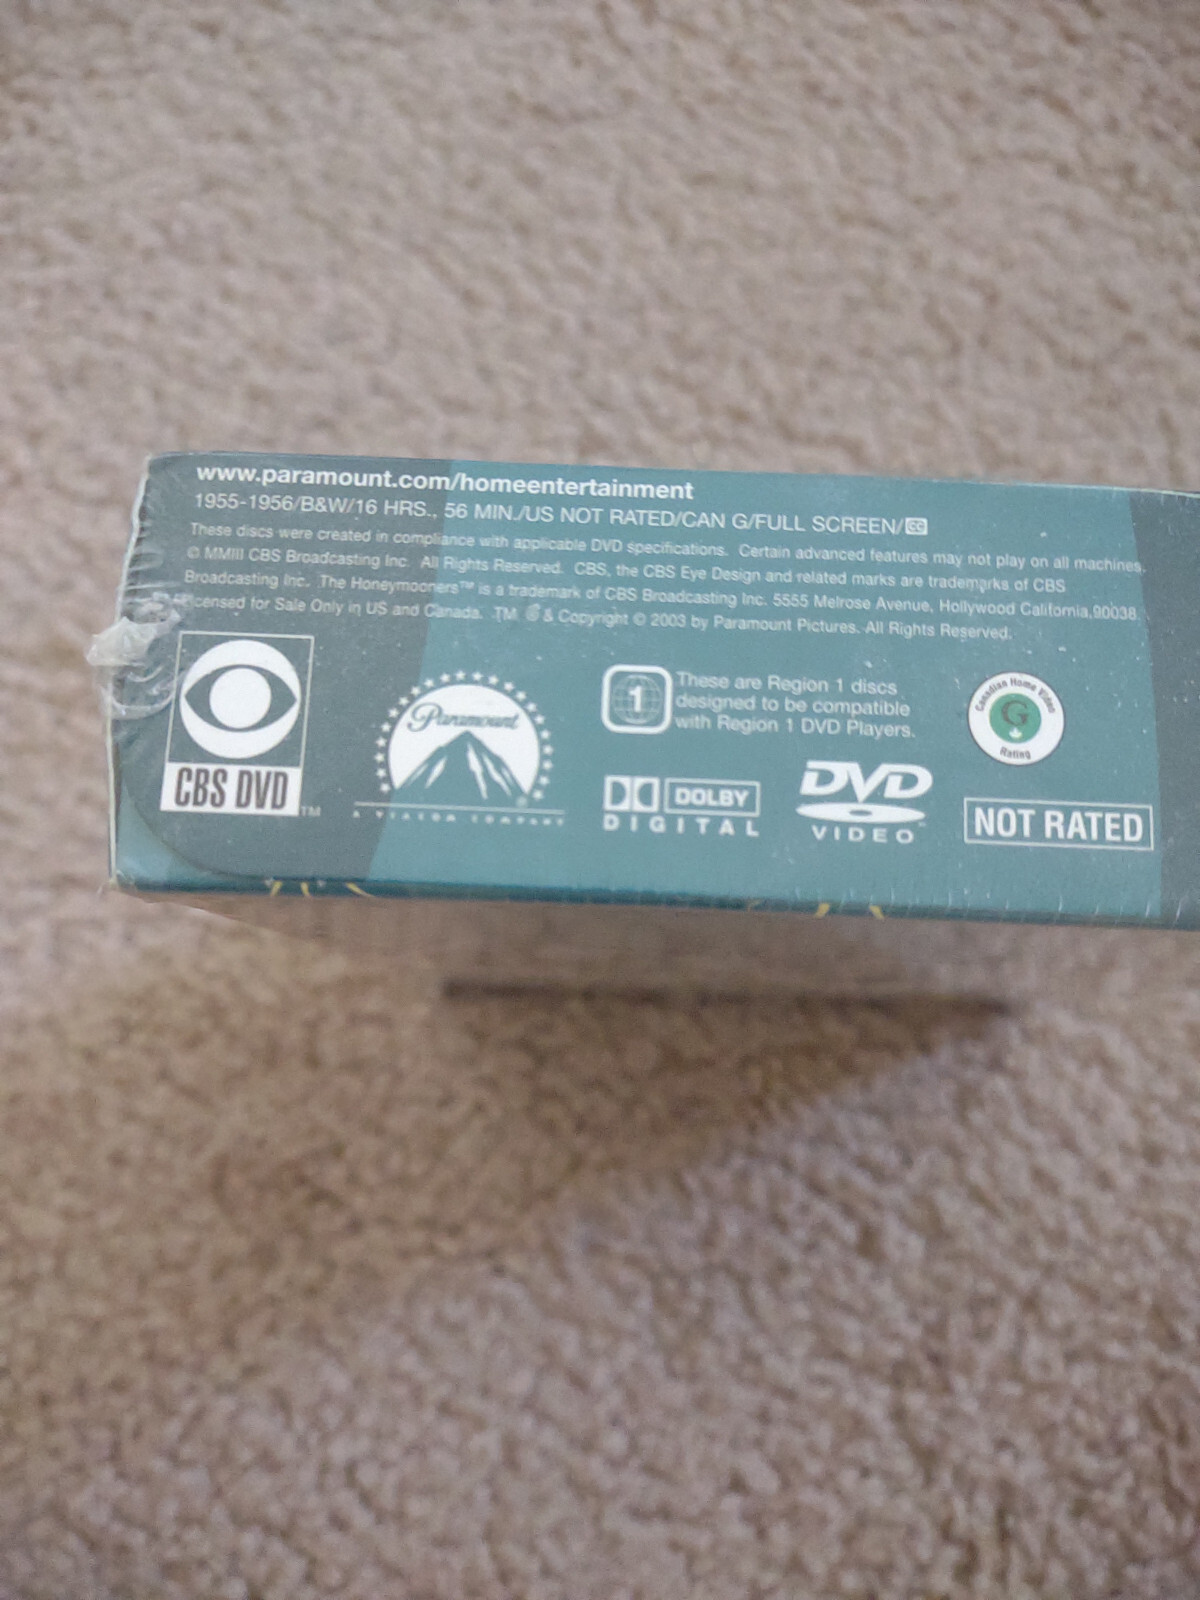 www.paramount.com/homeentertainment
1955-1956/B&W/16 HRS., 56 MIN./US NOT RATED/CAN G/FULL SCREEN/CC
These discs were created in compliance with applicable DVD specifications. Certain advanced features may not play on all machines.
© MMIII CBS Broadcasting Inc. All Rights Reserved. CBS, the CBS Eye Design and related marks are trademarks of CBS
Broadcasting Inc. The Honeymooners™ is a trademark of CBS Broadcasting Inc. 5555 Melrose Avenue, Hollywood California, 90038.
Licensed for Sale Only in US and Canada. TM ® & Copyright © 2003 by Paramount Pictures. All Rights Reserved.
CBS DVD™
Paramount®
A VIACOM COMPANY
1
These are Region 1 discs
designed to be compatible
with Region 1 DVD Players.
DOLBY
DIGITAL
DVD
VIDEO™
Canadian Home Video
G
Rating
NOT RATED